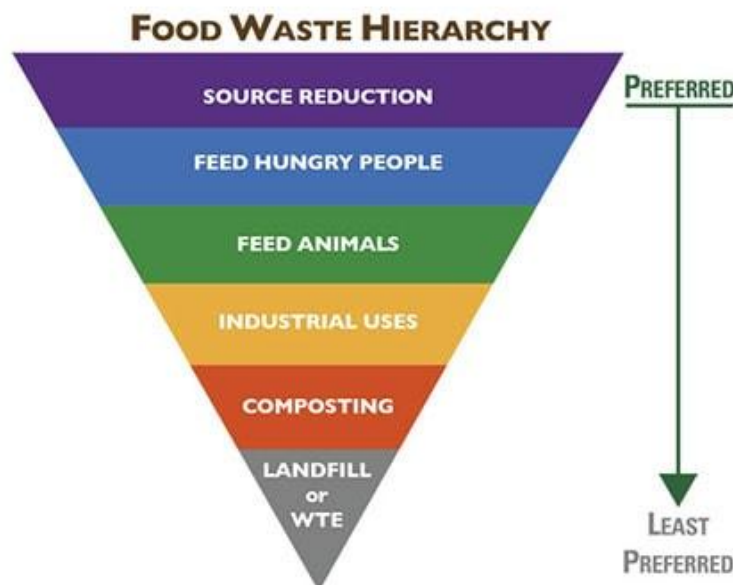 FOOD WASTE HIERARCHY
SOURCE REDUCTION
FEED HUNGRY PEOPLE
FEED ANIMALS
INDUSTRIAL USES
COMPOSTING
LANDFILL
or
WTE
PREFERRED
LEAST
PREFERRED